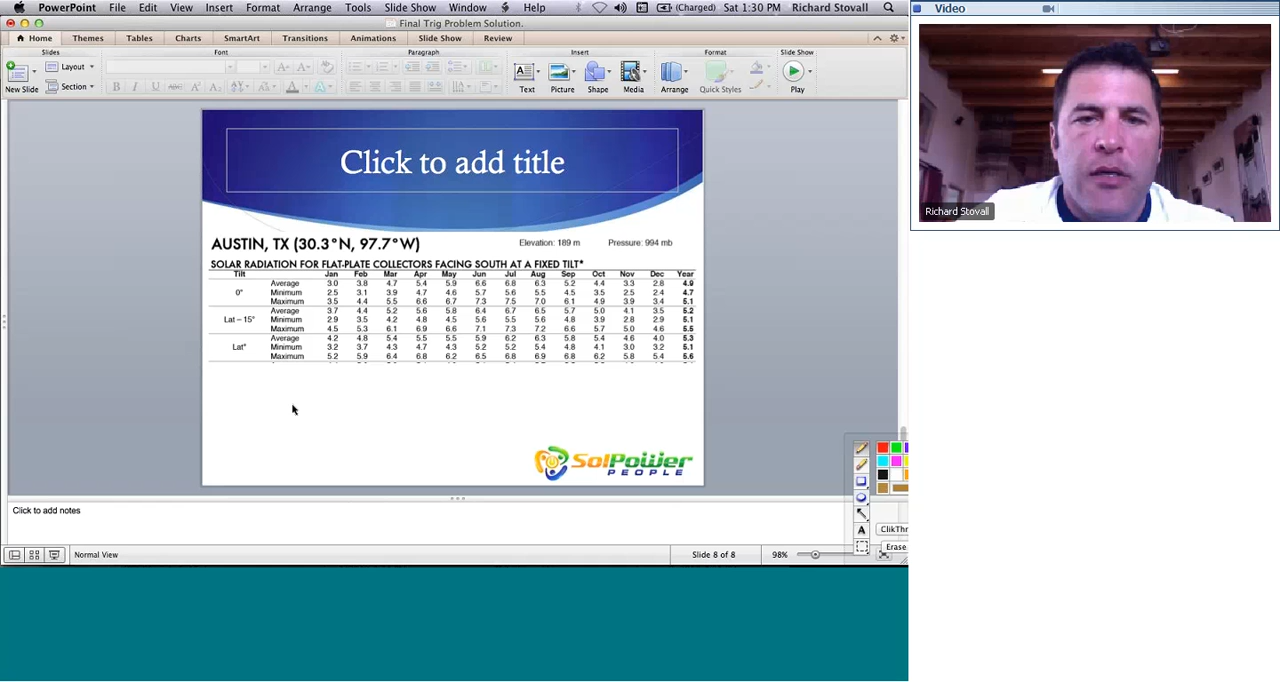 PowerPoint File Edit View Insert Format Arrange Tools Slide Show Window Help (Charged) Sat 1:30 PM Richard Stovall
Video
Final Trig Problem Solution.
Home Themes Tables Charts SmartArt Transitions Animations Slide Show Review
Slides Font Paragraph Insert Format Slide Show
Layout
New Slide Section
B I U ABC A A A A
Text Picture Shape Media Arrange Quick Styles Play
Click to add title
AUSTIN, TX (30.3°N, 97.7°W) Elevation: 189 m Pressure: 994 mb
SOLAR RADIATION FOR FLAT-PLATE COLLECTORS FACING SOUTH AT A FIXED TILT*
Tilt Jan Feb Mar Apr May Jun Jul Aug Sep Oct Nov Dec Year
Average 3.0 3.8 4.7 5.4 5.9 6.6 6.8 6.3 5.2 4.4 3.3 2.8 4.9
0° Minimum 2.5 3.1 3.9 4.7 4.6 5.7 5.6 5.5 4.5 3.5 2.5 2.4 4.7
Maximum 3.5 4.4 5.5 6.6 6.7 7.3 7.5 7.0 6.1 4.9 3.9 3.4 5.1
Average 3.7 4.4 5.2 5.6 5.8 6.4 6.7 6.5 5.7 5.0 4.1 3.5 5.2
Lat – 15° Minimum 2.9 3.5 4.2 4.8 4.5 5.6 5.5 5.6 4.8 3.9 2.8 2.9 5.1
Maximum 4.5 5.3 6.1 6.9 6.6 7.1 7.3 7.2 6.6 5.7 5.0 4.6 5.5
Average 4.2 4.8 5.4 5.5 5.5 5.9 6.2 6.3 5.8 5.4 4.6 4.0 5.3
Lat° Minimum 3.2 3.7 4.3 4.7 4.3 5.2 5.2 5.4 4.8 4.1 3.0 3.2 5.1
Maximum 5.2 5.9 6.4 6.8 6.2 6.5 6.8 6.9 6.8 6.2 5.8 5.4 5.6
SolPower
PEOPLE
Richard Stovall
A ClikThr
Erase
Click to add notes
Normal View Slide 8 of 8 98%